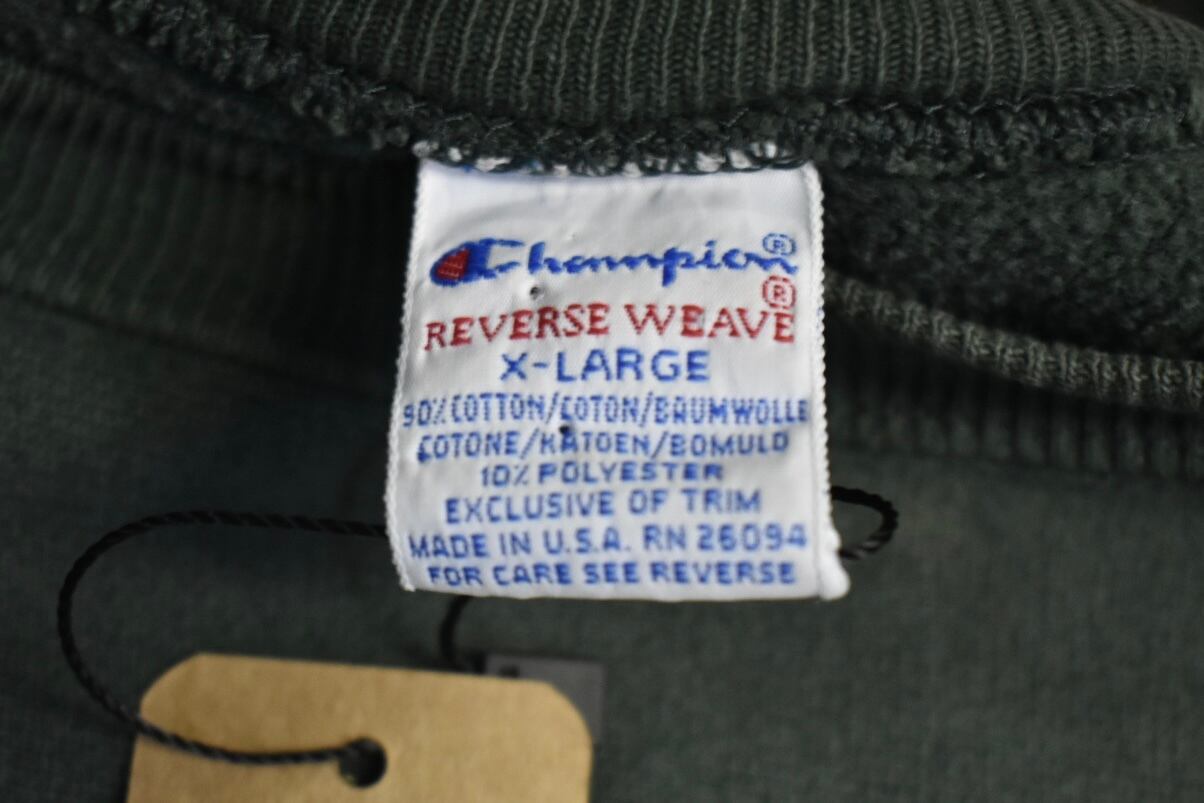 Champion®
REVERSE WEAVE®
X-LARGE
90% COTTON/COTON/BAUMWOLLE
COTONE/KATOEN/BOMULD
10% POLYESTER
EXCLUSIVE OF TRIM
MADE IN U.S.A. RN 26094
FOR CARE SEE REVERSE